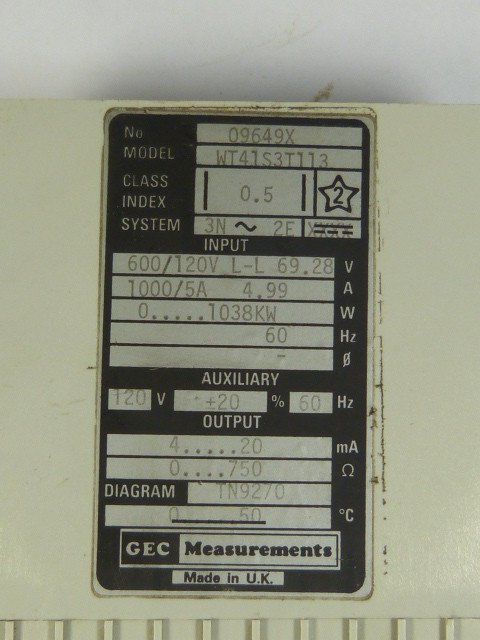 No 09649X
MODEL WT41S3T113
CLASS INDEX 0.5 2
SYSTEM 3N ~ 2E XXXX
INPUT
600/120V L-L 69.28 V
1000/5A 4.99 A
0.....1038KW W
60 Hz
- Ø
AUXILIARY
120 V ±20 % 60 Hz
OUTPUT
4.....20 mA
0....750 Ω
DIAGRAM TN9270
0 50 °C
GEC Measurements
Made in U.K.